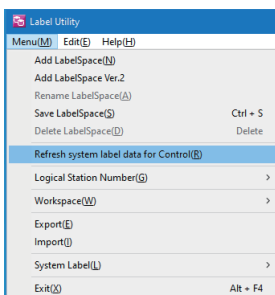 Label Utility
Menu(M) Edit(E) Help(H)
Add LabelSpace(N)
Add LabelSpace Ver.2
Rename LabelSpace(A)
Save LabelSpace(S) Ctrl + S
Delete LabelSpace(D) Delete
Refresh system label data for Control(R)
Logical Station Number(G) >
Workspace(W) >
Export(E)
Import(I)
System Label(L) >
Exit(X) Alt + F4